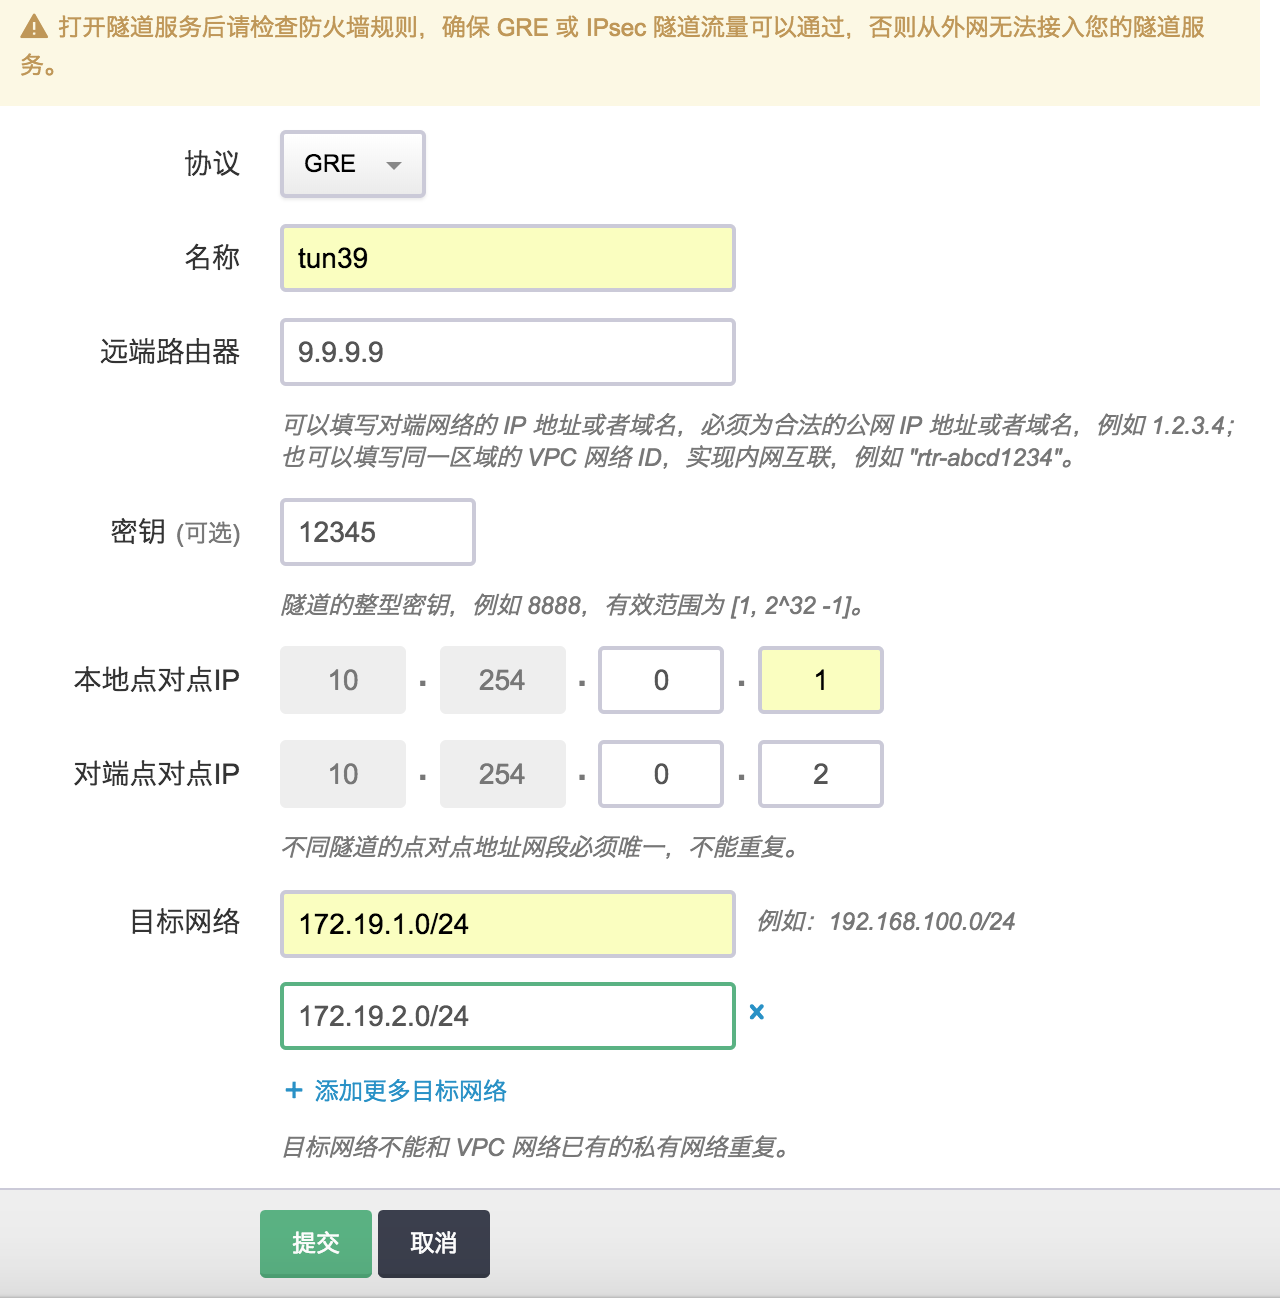 打开隧道服务后请检查防火墙规则，确保 GRE 或 IPsec 隧道流量可以通过，否则从外网无法接入您的隧道服
务。
协议 GRE
名称 tun39
远端路由器 9.9.9.9
可以填写对端网络的 IP 地址或者域名，必须为合法的公网 IP 地址或者域名，例如 1.2.3.4；
也可以填写同一区域的 VPC 网络 ID，实现内网互联，例如 "rtr-abcd1234"。
密钥 (可选) 12345
隧道的整型密钥，例如 8888，有效范围为 [1, 2^32 -1]。
本地点对点IP 10 . 254 . 0 . 1
对端点对点IP 10 . 254 . 0 . 2
不同隧道的点对点地址网段必须唯一，不能重复。
目标网络 172.19.1.0/24 例如：192.168.100.0/24
172.19.2.0/24 ×
+ 添加更多目标网络
目标网络不能和 VPC 网络已有的私有网络重复。
提交 取消